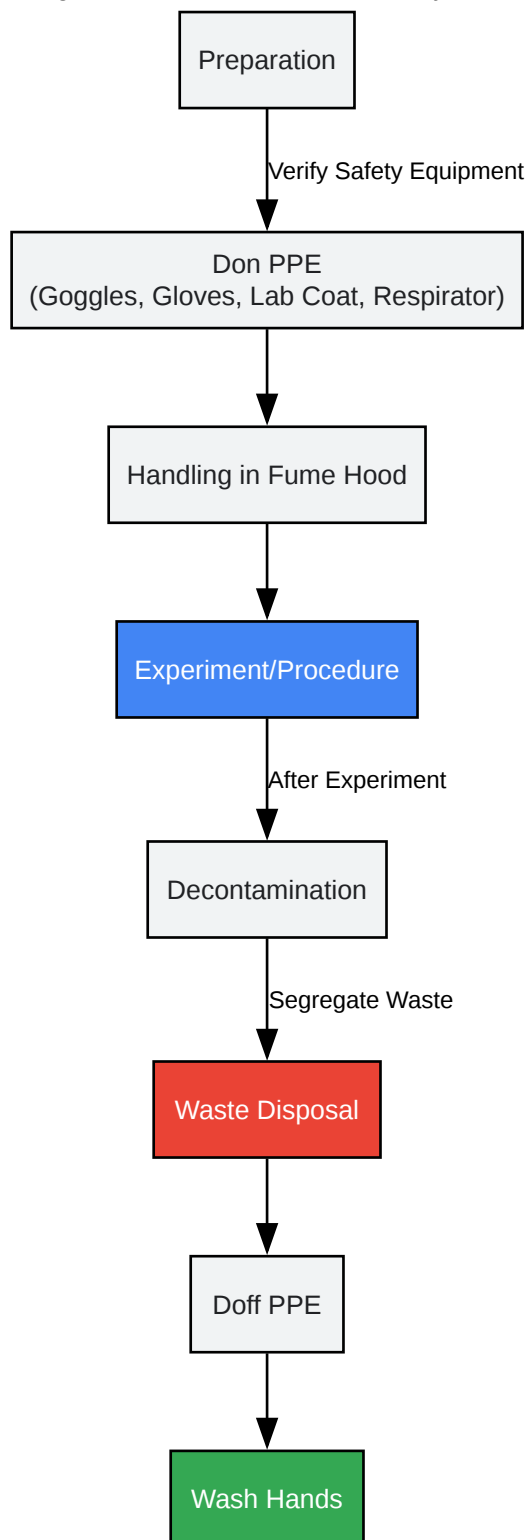 Preparation
Verify Safety Equipment
Don PPE
(Goggles, Gloves, Lab Coat, Respirator)
Handling in Fume Hood
Experiment/Procedure
After Experiment
Decontamination
Segregate Waste
Waste Disposal
Doff PPE
Wash Hands